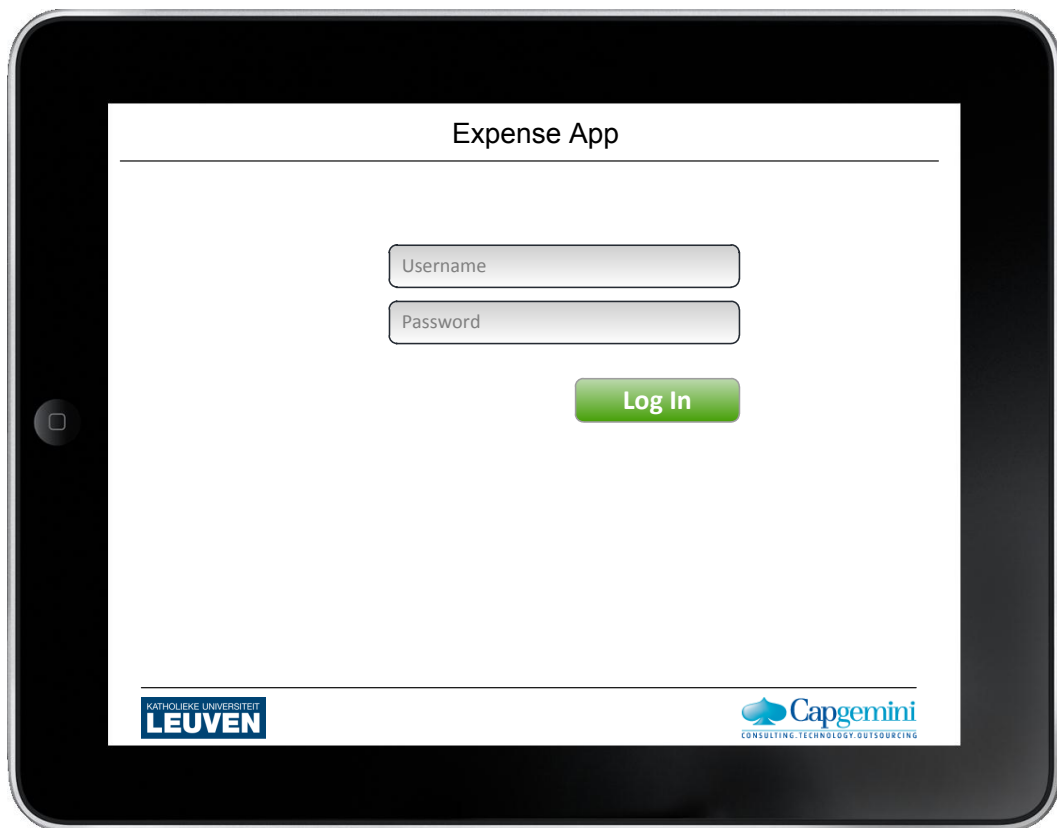 Expense App
Username
Password
Log In
KATHOLIEKE UNIVERSITEIT
LEUVEN
Capgemini
CONSULTING.TECHNOLOGY.OUTSOURCING